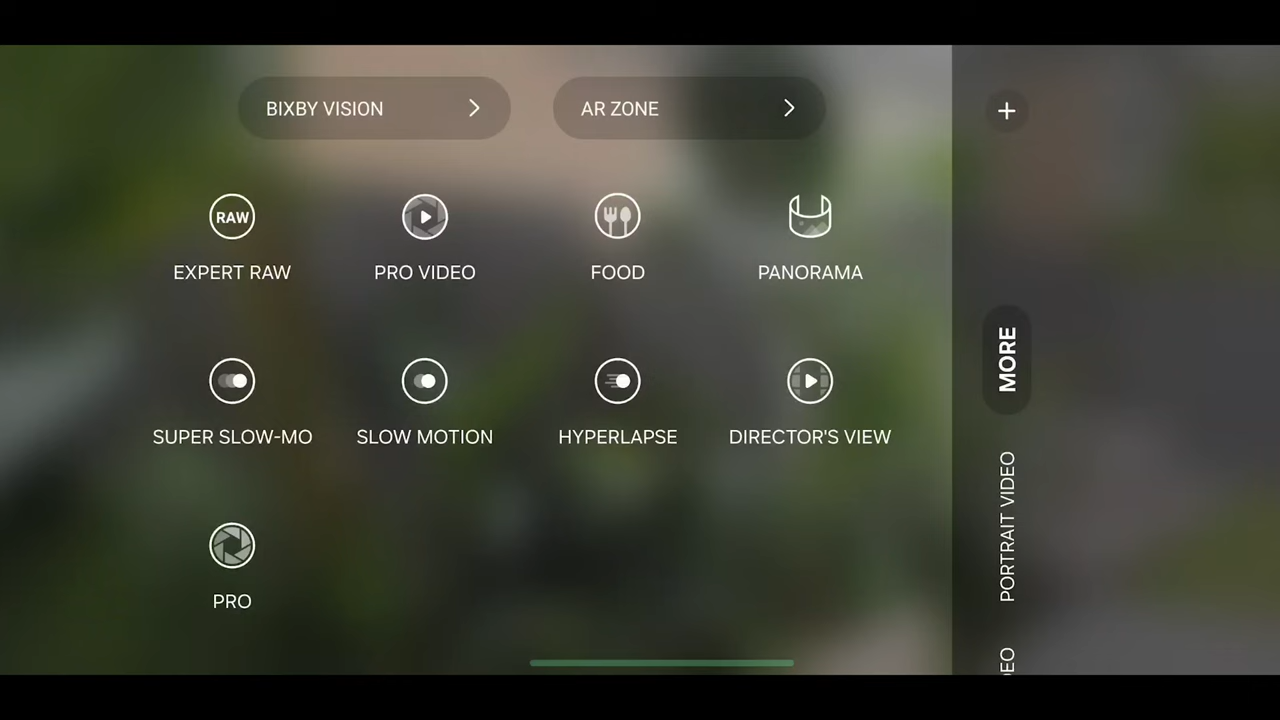 BIXBY VISION
AR ZONE
RAW
EXPERT RAW
PRO VIDEO
FOOD
PANORAMA
SUPER SLOW-MO
SLOW MOTION
HYPERLAPSE
DIRECTOR'S VIEW
PRO
MORE
PORTRAIT VIDEO